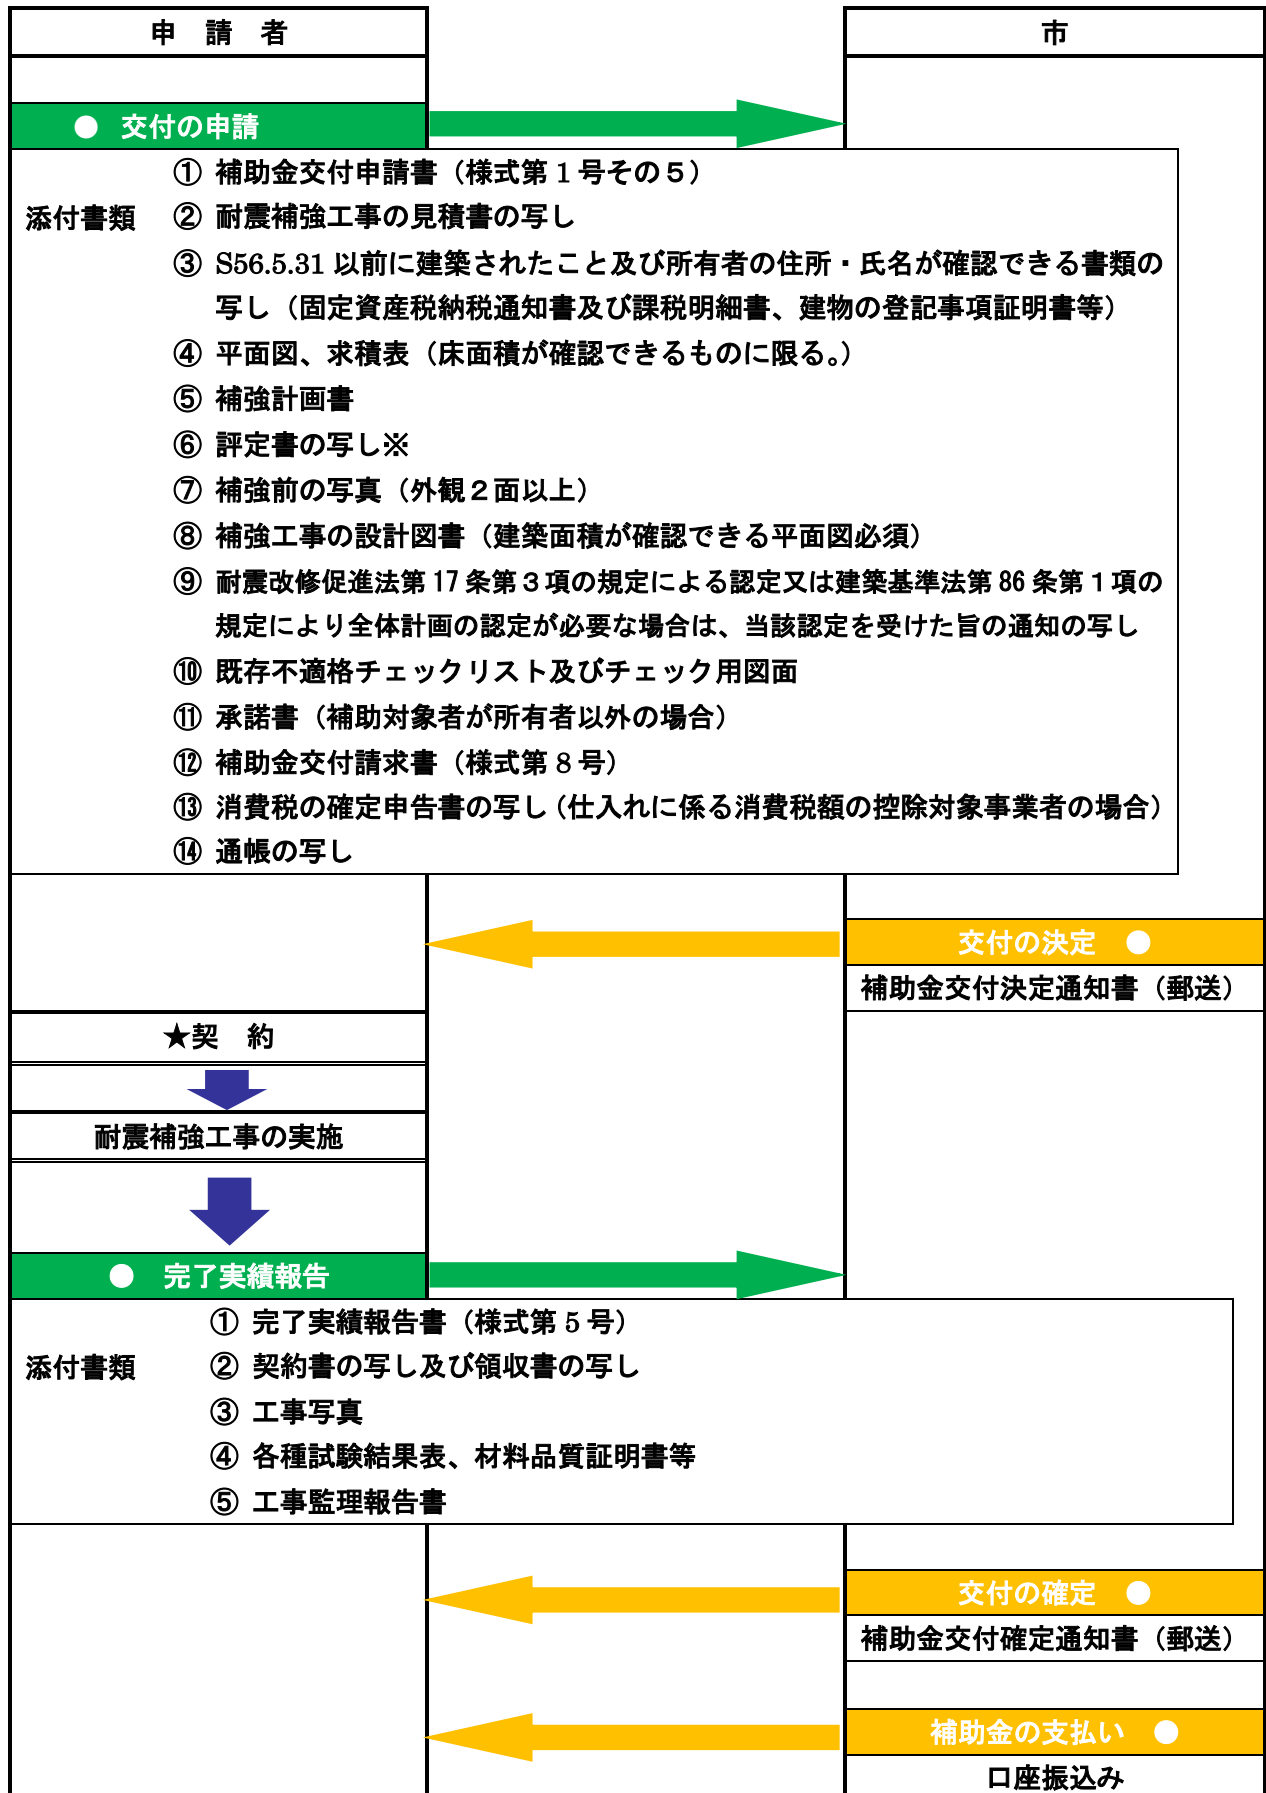 申　請　者
市
● 交付の申請
① 補助金交付申請書（様式第１号その５）
添付書類
② 耐震補強工事の見積書の写し
③ S56.5.31 以前に建築されたこと及び所有者の住所・氏名が確認できる書類の
写し（固定資産税納税通知書及び課税明細書、建物の登記事項証明書等）
④ 平面図、求積表（床面積が確認できるものに限る。）
⑤ 補強計画書
⑥ 評定書の写し※
⑦ 補強前の写真（外観２面以上）
⑧ 補強工事の設計図書（建築面積が確認できる平面図必須）
⑨ 耐震改修促進法第 17 条第３項の規定による認定又は建築基準法第 86 条第１項の
規定により全体計画の認定が必要な場合は、当該認定を受けた旨の通知の写し
⑩ 既存不適格チェックリスト及びチェック用図面
⑪ 承諾書（補助対象者が所有者以外の場合）
⑫ 補助金交付請求書（様式第８号）
⑬ 消費税の確定申告書の写し（仕入れに係る消費税額の控除対象事業者の場合）
⑭ 通帳の写し
交付の決定 ●
補助金交付決定通知書（郵送）
★契　約
耐震補強工事の実施
● 完了実績報告
① 完了実績報告書（様式第５号）
添付書類
② 契約書の写し及び領収書の写し
③ 工事写真
④ 各種試験結果表、材料品質証明書等
⑤ 工事監理報告書
交付の確定 ●
補助金交付確定通知書（郵送）
補助金の支払い ●
口座振込み